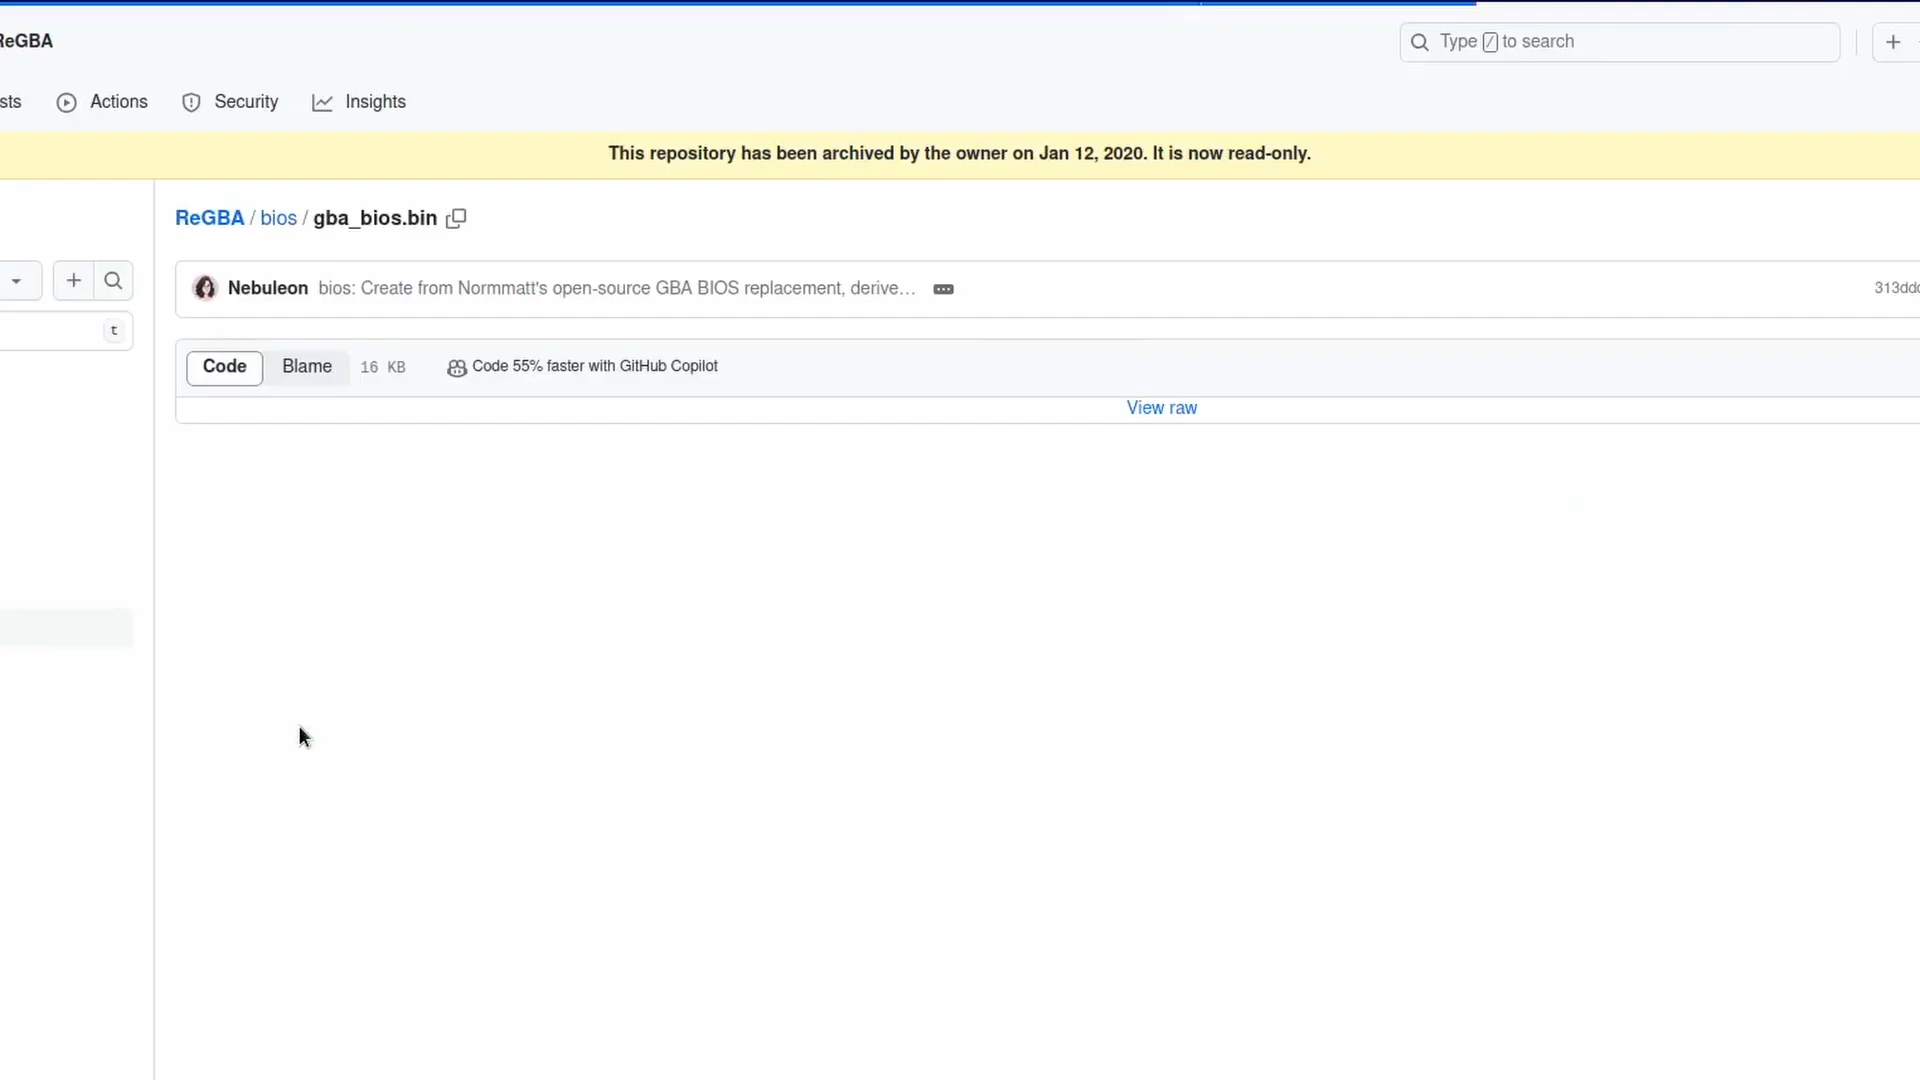 ReGBA
Type / to search
sts
Actions
Security
Insights
This repository has been archived by the owner on Jan 12, 2020. It is now read-only.
ReGBA / bios / gba_bios.bin
t
Nebuleon bios: Create from Normmatt's open-source GBA BIOS replacement, derive…
313ddd
Code
Blame
16 KB
Code 55% faster with GitHub Copilot
View raw